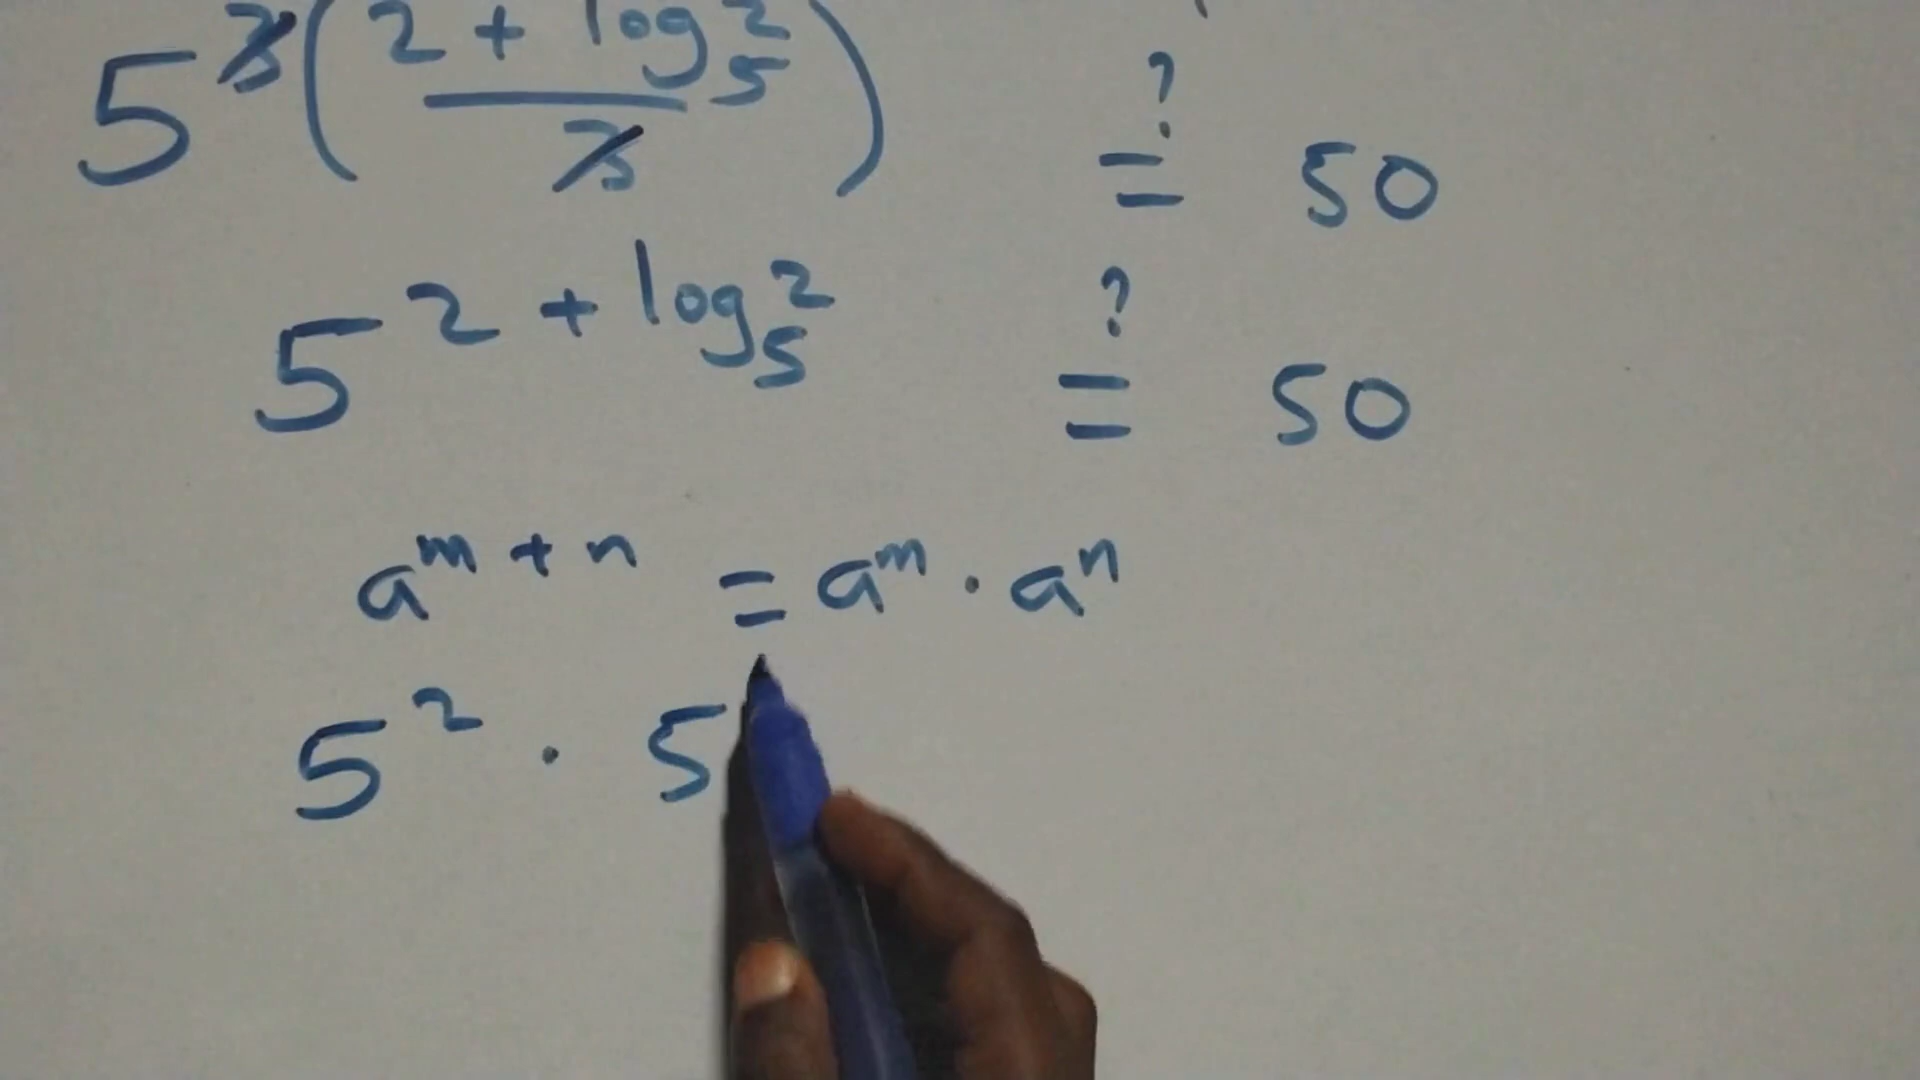 5^3((2 + log_5 2)/3) =? 50
5^(2 + log_5 2) =? 50
a^(m + n) = a^m · a^n
5^2 · 5